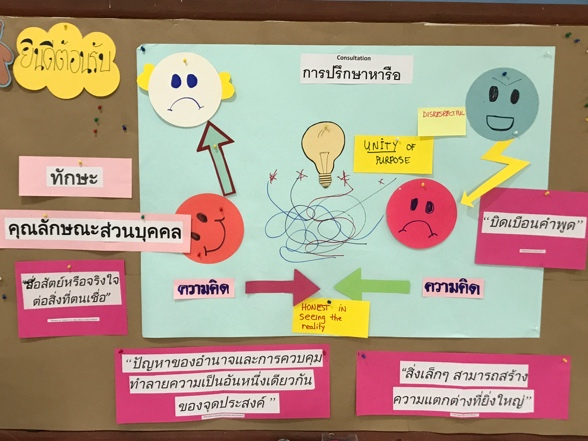 ยินดีต้อนรับ
Consultation
การปรึกษาหารือ
DISRESPECTFUL
UNITY OF
PURPOSE
ทักษะ
คุณลักษณะส่วนบุคคล
"ซื่อสัตย์หรือจริงใจ
ต่อสิ่งที่ตนเชื่อ"
"บิดเบือนคำพูด"
ความคิด
ความคิด
HONEST in
seeing the
reality
"ปัญหาของอำนาจและการควบคุม
ทำลายความเป็นอันหนึ่งเดียวกัน
ของจุดประสงค์"
"สิ่งเล็กๆ สามารถสร้าง
ความแตกต่างที่ยิ่งใหญ่"